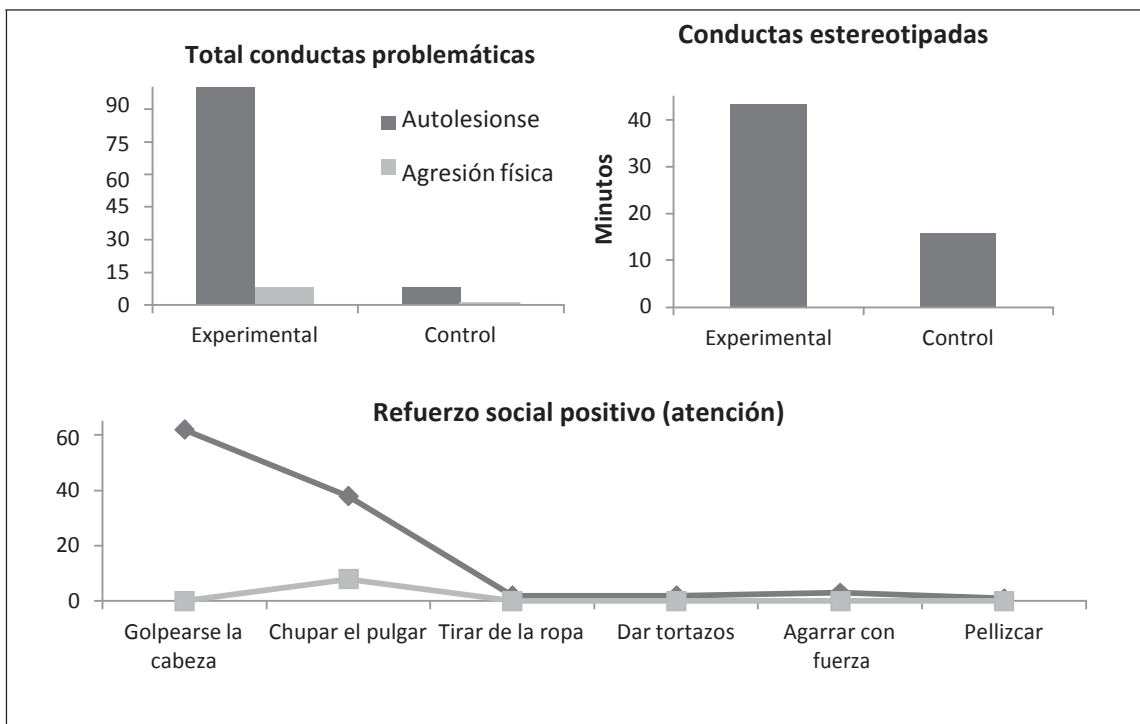 Total conductas problemáticas
90
75
60
45
30
15
0
Autolesionse
Agresión física
Experimental
Control
Conductas estereotipadas
Minutos
40
30
20
10
0
Experimental
Control
Refuerzo social positivo (atención)
60
40
20
0
Golpearse la
cabeza
Chupar el pulgar
Tirar de la ropa
Dar tortazos
Agarrar con
fuerza
Pellizcar